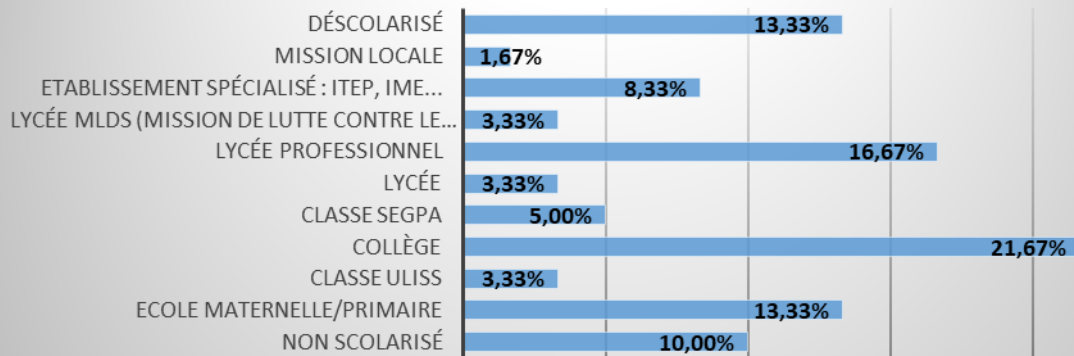 DÉSCOLARISÉ 13,33%
MISSION LOCALE 1,67%
ETABLISSEMENT SPÉCIALISÉ : ITEP, IME... 8,33%
LYCÉE MLDS (MISSION DE LUTTE CONTRE LE... 3,33%
LYCÉE PROFESSIONNEL 16,67%
LYCÉE 3,33%
CLASSE SEGPA 5,00%
COLLÈGE 21,67%
CLASSE ULISS 3,33%
ECOLE MATERNELLE/PRIMAIRE 13,33%
NON SCOLARISÉ 10,00%